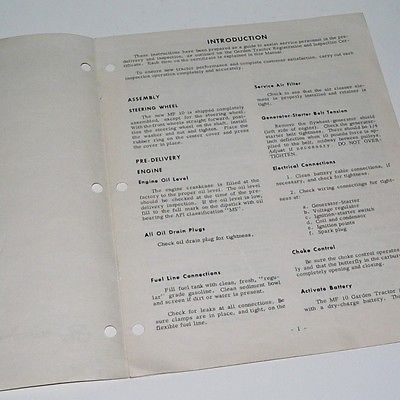 INTRODUCTION
These instructions have been prepared as a guide to assist service personnel in the pre-
delivery and inspection, as outlined on the Garden Tractor Registration and Inspection Cer-
tificate. Each item on the certificate is explained in this Manual.
To ensure new tractor performance and complete customer satisfaction, carry out each
inspection operation completely and accurately.
ASSEMBLY
STEERING WHEEL
The new MF 10 is shipped completely
assembled except for the steering wheel.
With the front wheels straight forward, posi-
tion the steering wheel on the shaft. Install
the washer and nut and tighten. Place the
rubber ring on the center cover and press
the cover in place.
PRE-DELIVERY
ENGINE
Engine Oil Level
The engine crankcase is filled at the
factory to the proper oil level. The oil level
should be checked at the time of the pre-
delivery inspection. If the oil level is low,
fill to the full mark on the dipstick with oil
bearing the API classification "MS".
All Oil Drain Plugs
Check oil drain plug for tightness.
Fuel Line Connections
Fill fuel tank with clean, fresh, "regu-
lar" grade gasoline. Clean sediment bowl
and screen if dirt or water is present.
Check for leaks at all connections. Be
sure clamps are in place, and tight, on the
flexible fuel line.
Service Air Filter
Check to see that the air cleaner ele-
ment is properly installed and retainer is
tight.
Generator-Starter Belt Tension
Remove the flywheel-generator shield
(left side of engine). Check the generator-
starter belt tension. There should be
deflection when 10 pounds force is ap-
plied to the belt, midway between pulleys.
Adjust if necessary. DO NOT OVER-
TIGHTEN.
Electrical Connections
1. Clean battery cable connections, if
necessary, and check for tightness.
2. Check wiring connections for tight-
ness at:
a. Generator-Starter
b. Voltage regulator
c. Ignition-starter switch
d. Coil and condensor
e. Ignition points
f. Spark plug
Choke Control
Be sure the choke control operates
ly and that the butterfly in the carburetor
completely opening and closing.
Activate Battery
The MF 10 Garden Tractor
with a dry-charge battery. The
- 1 -